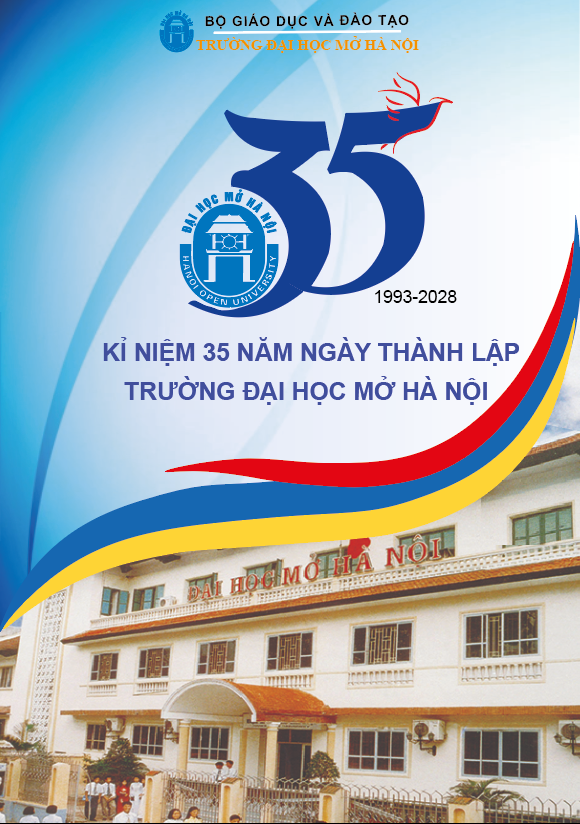 BỘ GIÁO DỤC VÀ ĐÀO TẠO
TRƯỜNG ĐẠI HỌC MỞ HÀ NỘI
35
ĐẠI HỌC MỞ HÀ NỘI
HANOI OPEN UNIVERSITY
1993-2028
KỈ NIỆM 35 NĂM NGÀY THÀNH LẬP
TRƯỜNG ĐẠI HỌC MỞ HÀ NỘI
ĐẠI HỌC MỞ HÀ NỘI